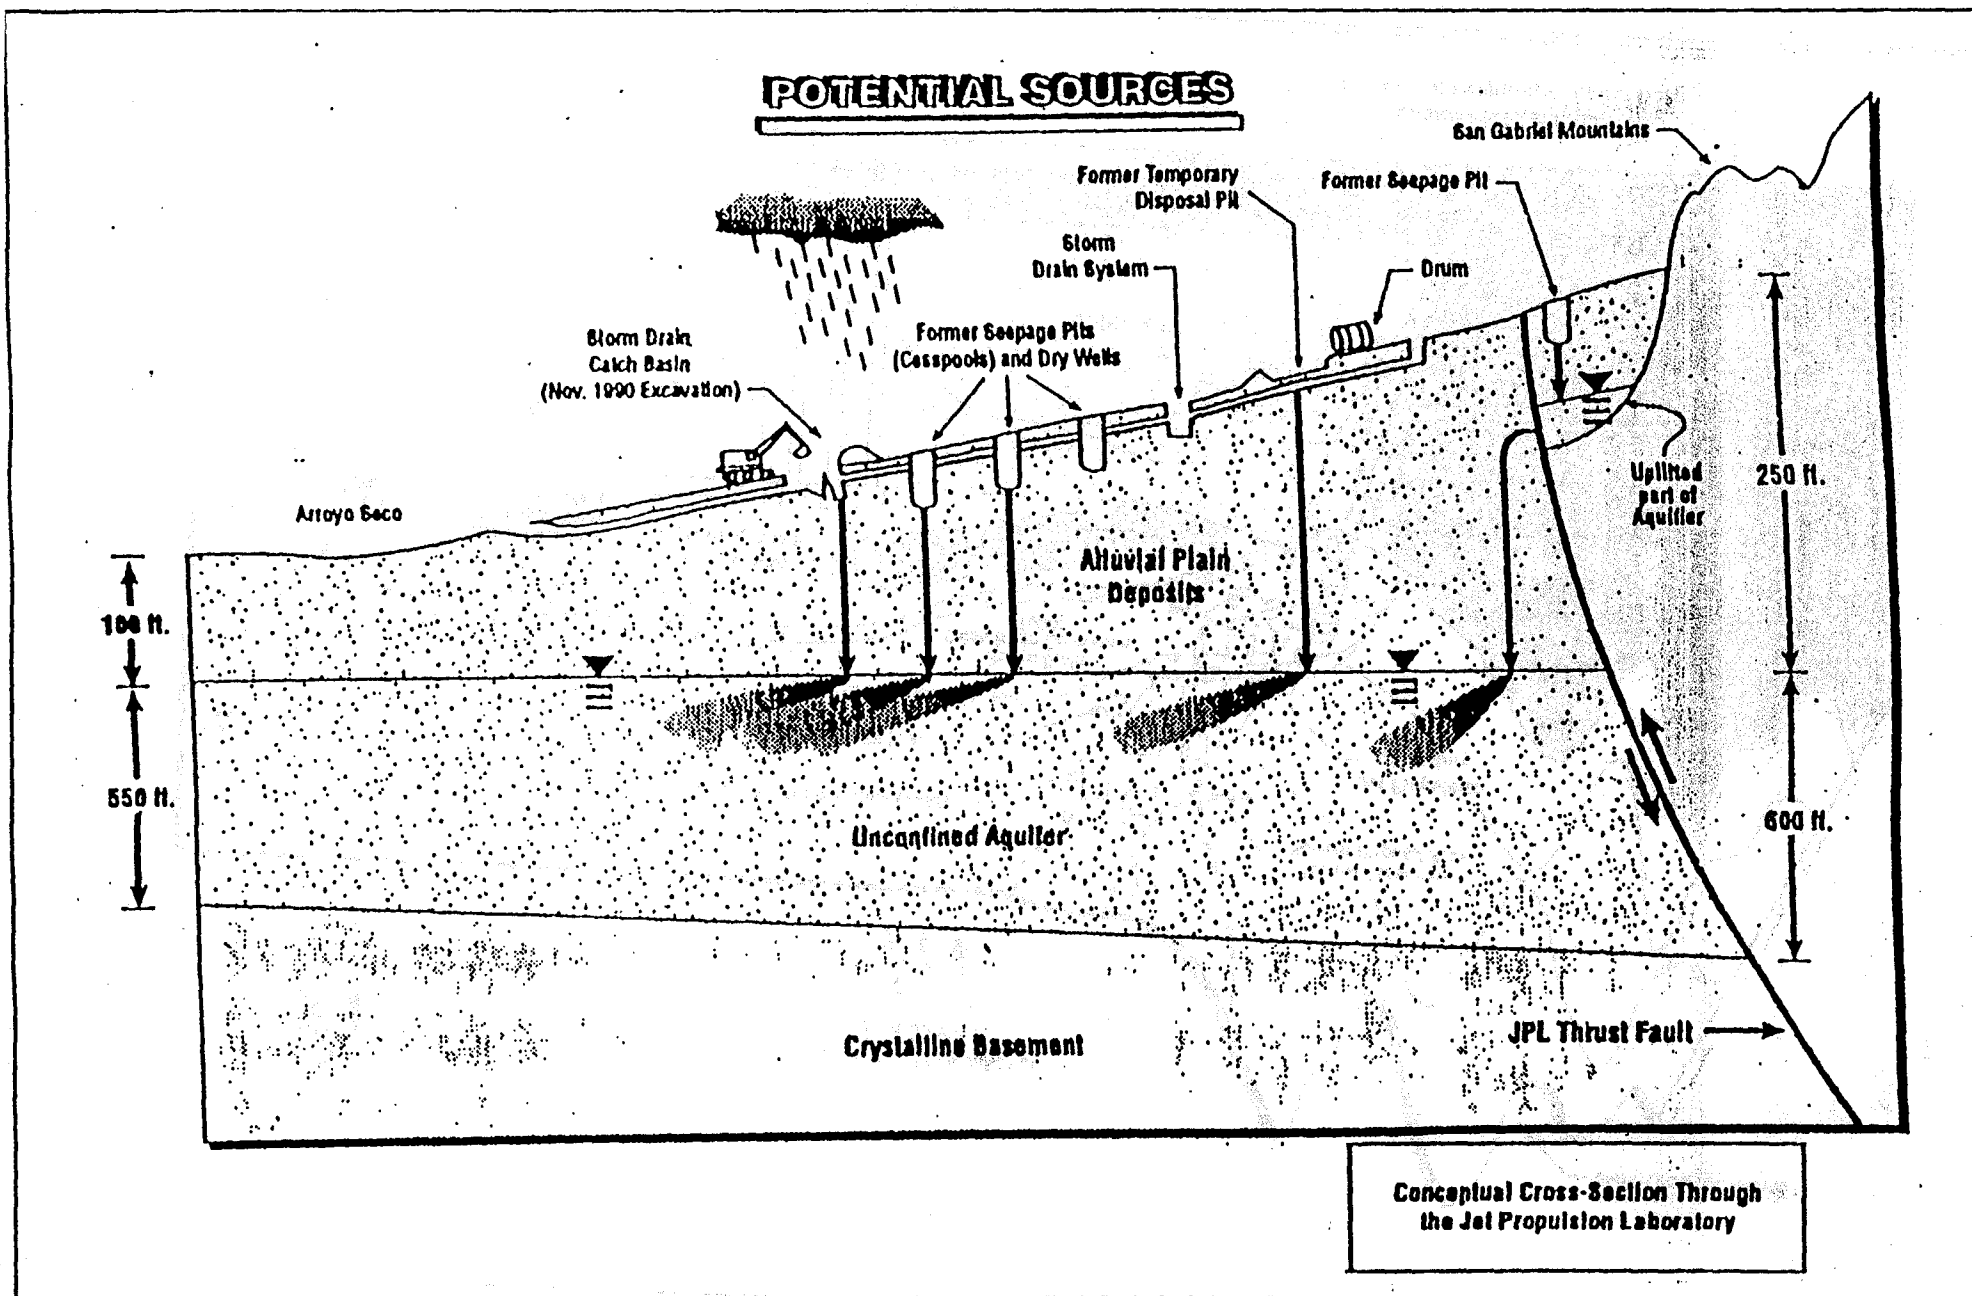 POTENTIAL SOURCES
San Gabriel Mountains
Former Temporary
Disposal Pit
Former Seepage Pit
Storm
Drain System
Drum
Storm Drain
Catch Basin
(Nov. 1990 Excavation)
Former Seepage Pits
(Cesspools) and Dry Wells
Arroyo Seco
Uplifted
part of
Aquifier
250 ft.
Alluvial Plain
Deposits
ft.
550 ft.
600 ft.
Unconfined Aquifer
Crystalline Basement
JPL Thrust Fault
Conceptual Cross-Section Through
the Jet Propulsion Laboratory